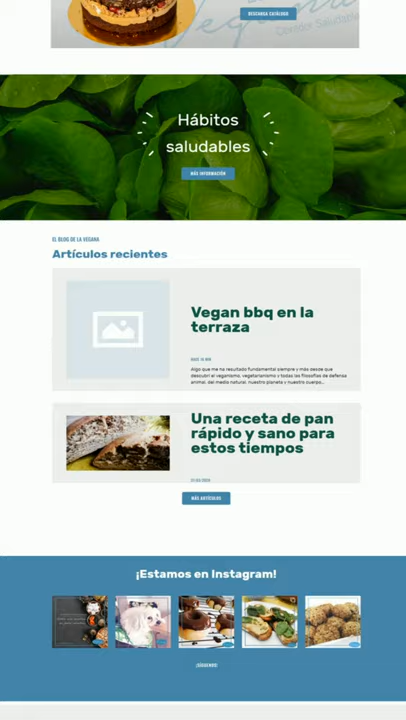 DESCARGA CATÁLOGO
Comedor Saludable
Hábitos
saludables
MÁS INFORMACIÓN
EL BLOG DE LA VEGANA
Artículos recientes
Vegan bbq en la
terraza
Algo que me ha resultado fundamental siempre y más desde que
descubrí el veganismo, vegetarianismo y todas las filosofías de defensa
animal, del medio natural, nuestro planeta y nuestro cuerpo...
Una receta de pan
rápido y sano para
estos tiempos
MÁS ARTÍCULOS
¡Estamos en Instagram!
¡SÍGUENOS!